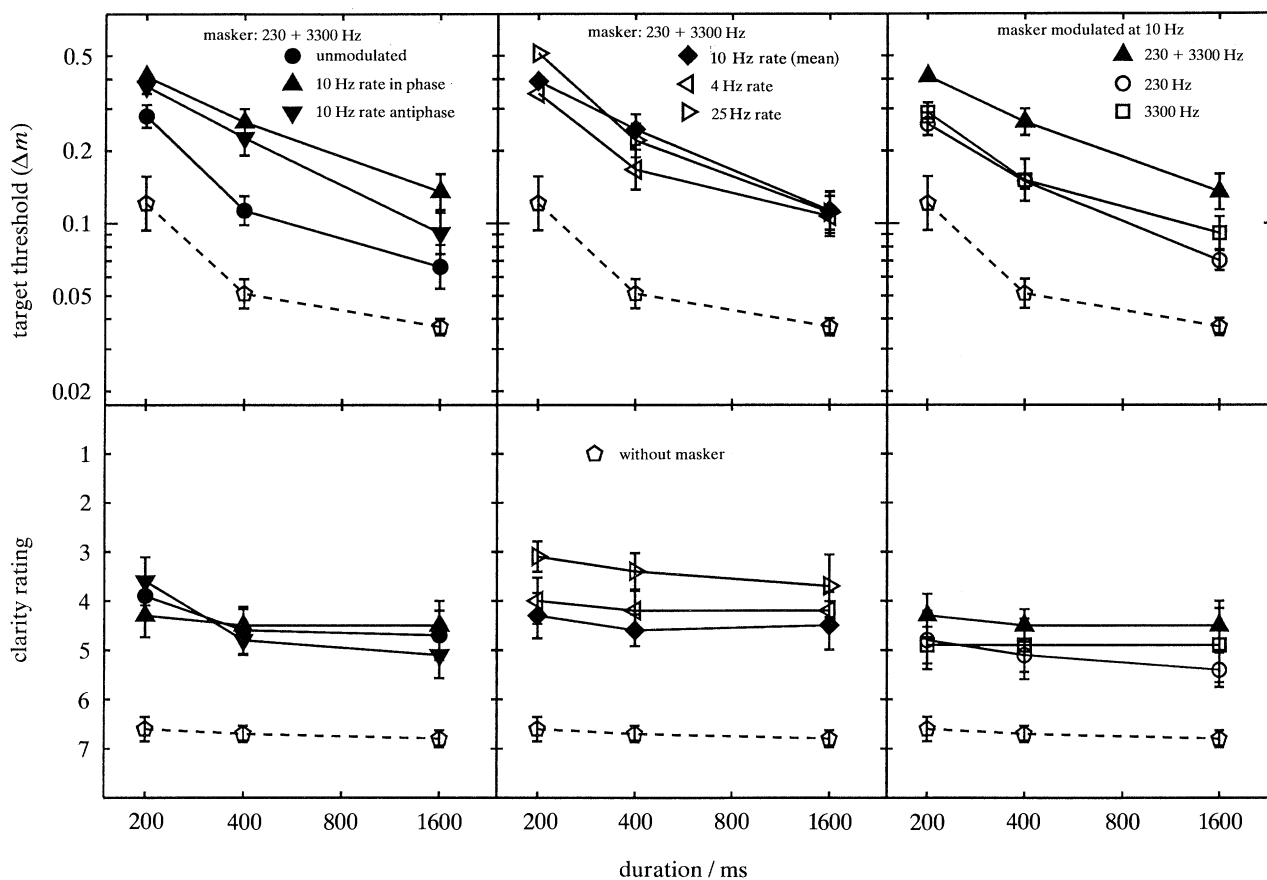 masker: 230 + 3300 Hz
unmodulated
10 Hz rate in phase
10 Hz rate antiphase
masker: 230 + 3300 Hz
10 Hz rate (mean)
4 Hz rate
25 Hz rate
masker modulated at 10 Hz
230 + 3300 Hz
230 Hz
3300 Hz
target threshold (Δm)
0.5
0.2
0.1
0.05
0.02
clarity rating
1
2
3
4
5
6
7
without masker
200 400 800 1600
200 400 800 1600
200 400 800 1600
duration / ms